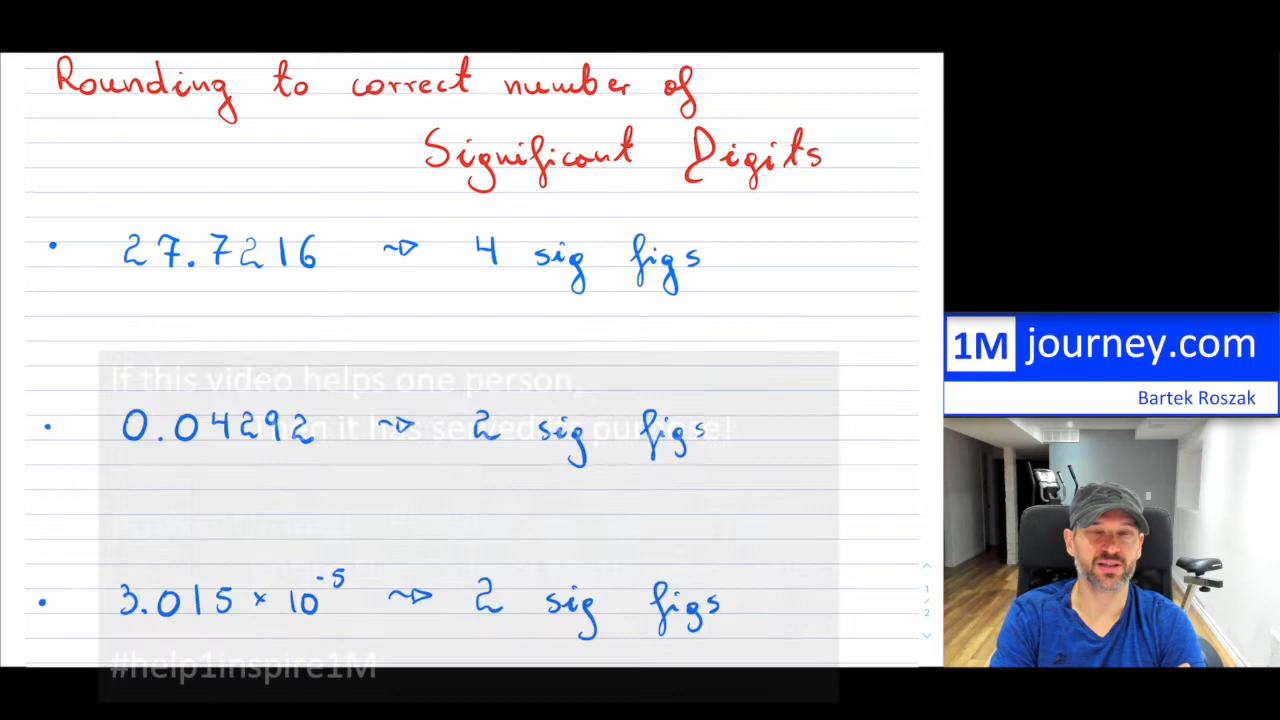 Rounding to correct number of
Significant Digits
• 27.7216 ~> 4 sig figs
If this video helps one person,
• 0.04292 ~> 2 sig figs
then it has served its purpose!
• 3.015 × 10⁻⁵ ~> 2 sig figs
#help1inspire1M
1M journey.com
Bartek Roszak
1
/
2